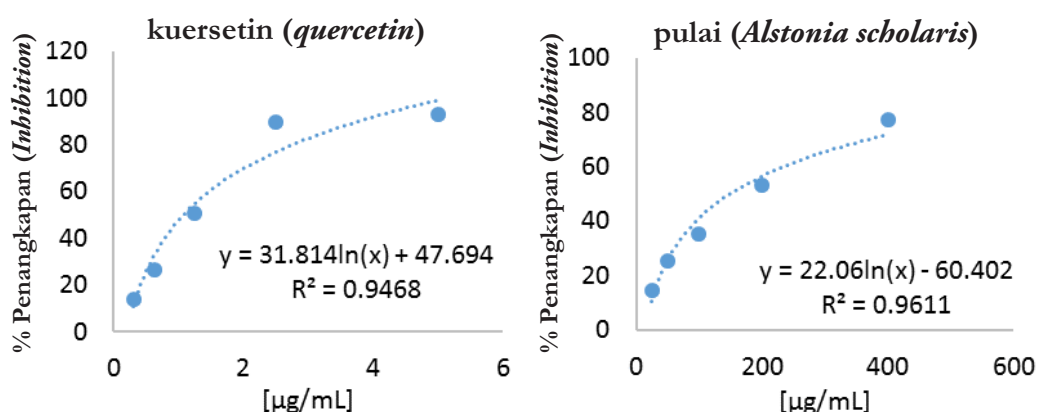 kuersetin (quercetin)
% Penangkapan (Inhibition)
120
100
80
60
40
20
0
y = 31.814ln(x) + 47.694
R² = 0.9468
0 2 4 6
[µg/mL]
pulai (Alstonia scholaris)
% Penangkapan (Inhibition)
100
80
60
40
20
0
y = 22.06ln(x) - 60.402
R² = 0.9611
0 200 400 600
[µg/mL]